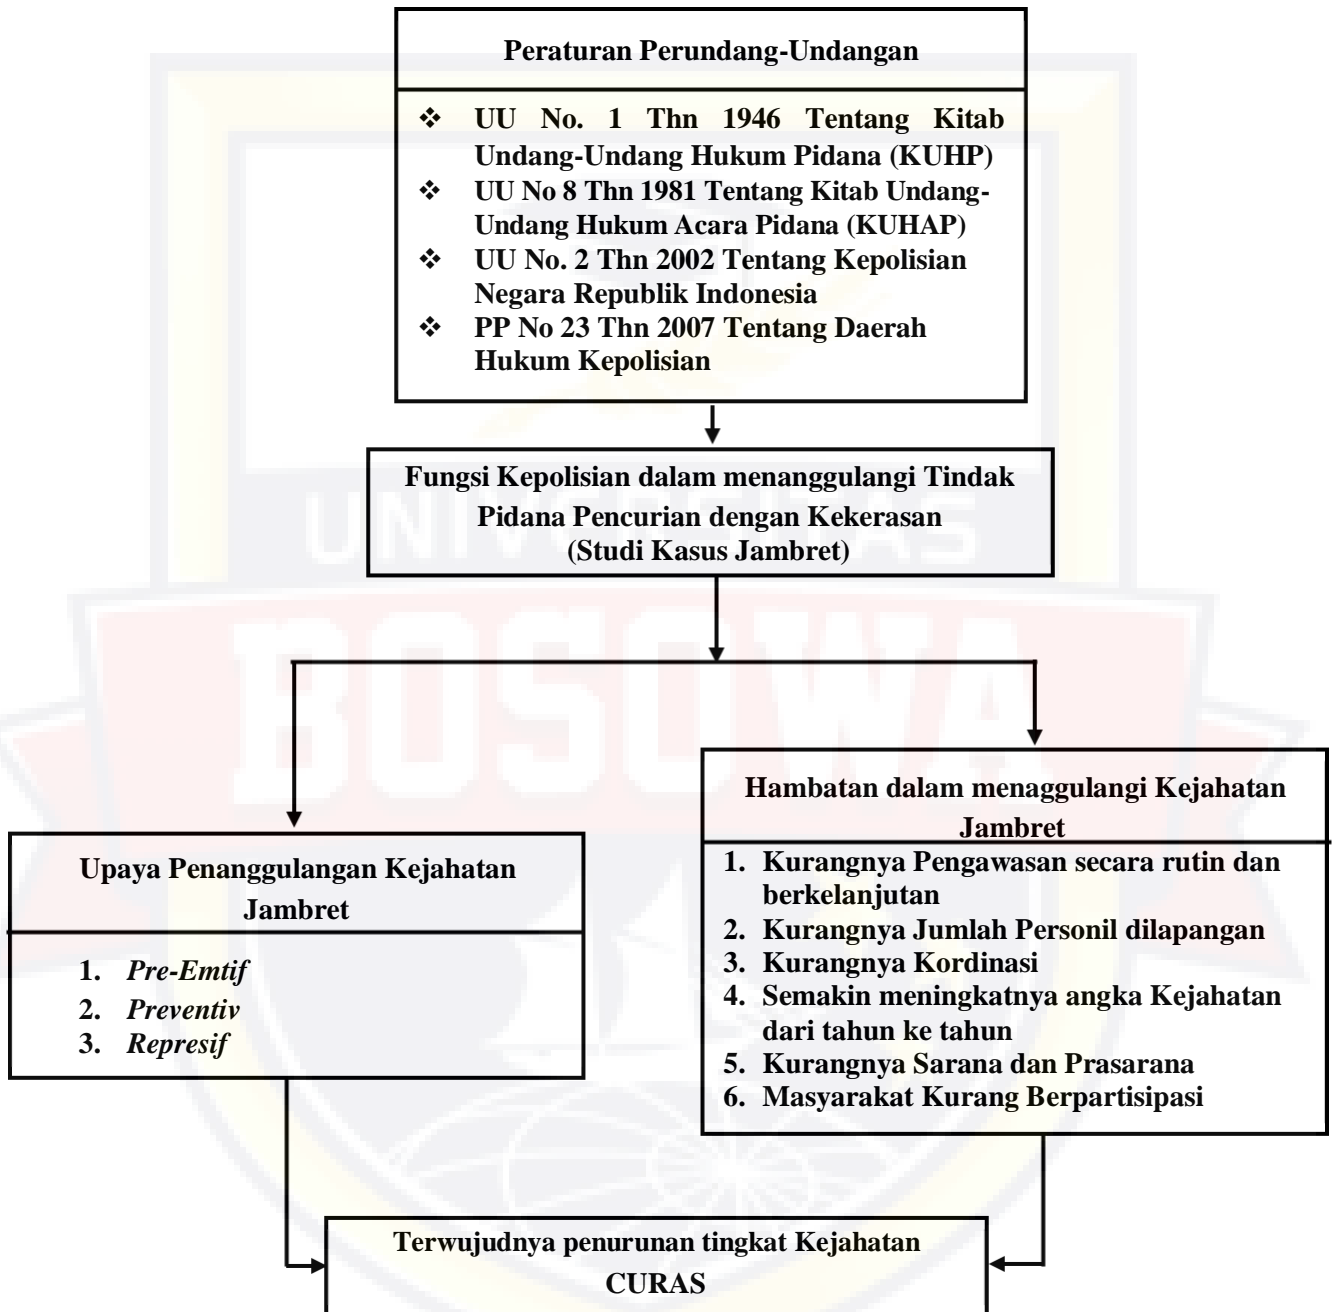 Peraturan Perundang-Undangan
❖ UU No. 1 Thn 1946 Tentang Kitab
Undang-Undang Hukum Pidana (KUHP)
❖ UU No 8 Thn 1981 Tentang Kitab Undang-
Undang Hukum Acara Pidana (KUHAP)
❖ UU No. 2 Thn 2002 Tentang Kepolisian
Negara Republik Indonesia
❖ PP No 23 Thn 2007 Tentang Daerah
Hukum Kepolisian
Fungsi Kepolisian dalam menanggulangi Tindak
Pidana Pencurian dengan Kekerasan
(Studi Kasus Jambret)
UNIVERSITAS
BOSOWA
Upaya Penanggulangan Kejahatan
Jambret
1. Pre-Emtif
2. Preventiv
3. Represif
Hambatan dalam menaggulangi Kejahatan
Jambret
1. Kurangnya Pengawasan secara rutin dan
berkelanjutan
2. Kurangnya Jumlah Personil dilapangan
3. Kurangnya Kordinasi
4. Semakin meningkatnya angka Kejahatan
dari tahun ke tahun
5. Kurangnya Sarana dan Prasarana
6. Masyarakat Kurang Berpartisipasi
Terwujudnya penurunan tingkat Kejahatan
CURAS